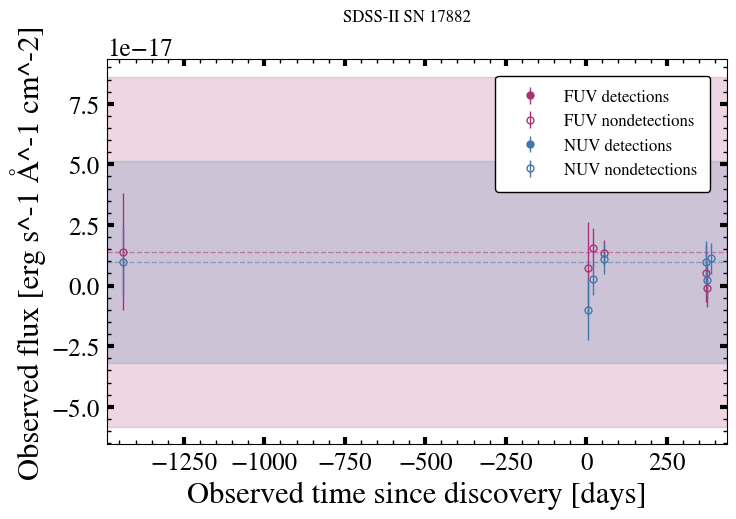 SDSS-II SN 17882
1e−17
Observed flux [erg s^-1 Å^-1 cm^-2]
7.5
5.0
2.5
0.0
−2.5
−5.0
FUV detections
FUV nondetections
NUV detections
NUV nondetections
−1250 −1000 −750 −500 −250 0 250
Observed time since discovery [days]